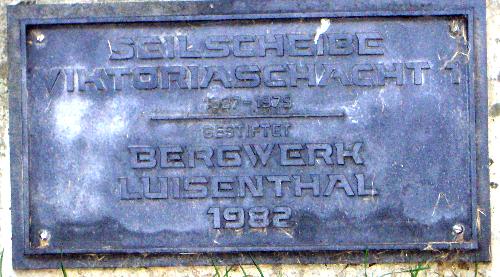 SEILSCHEIBE
VIKTORIASCHACHT 1
GESTIFTET
BERGWERK
LUISENTHAL
1982